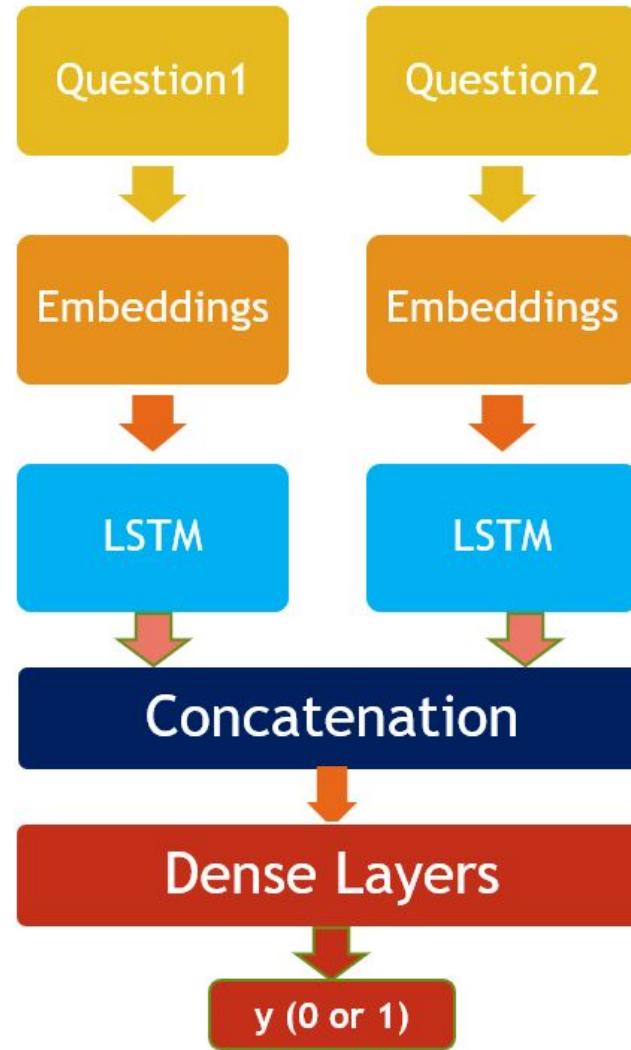 Question1
Question2
Embeddings
Embeddings
LSTM
LSTM
Concatenation
Dense Layers
y (0 or 1)